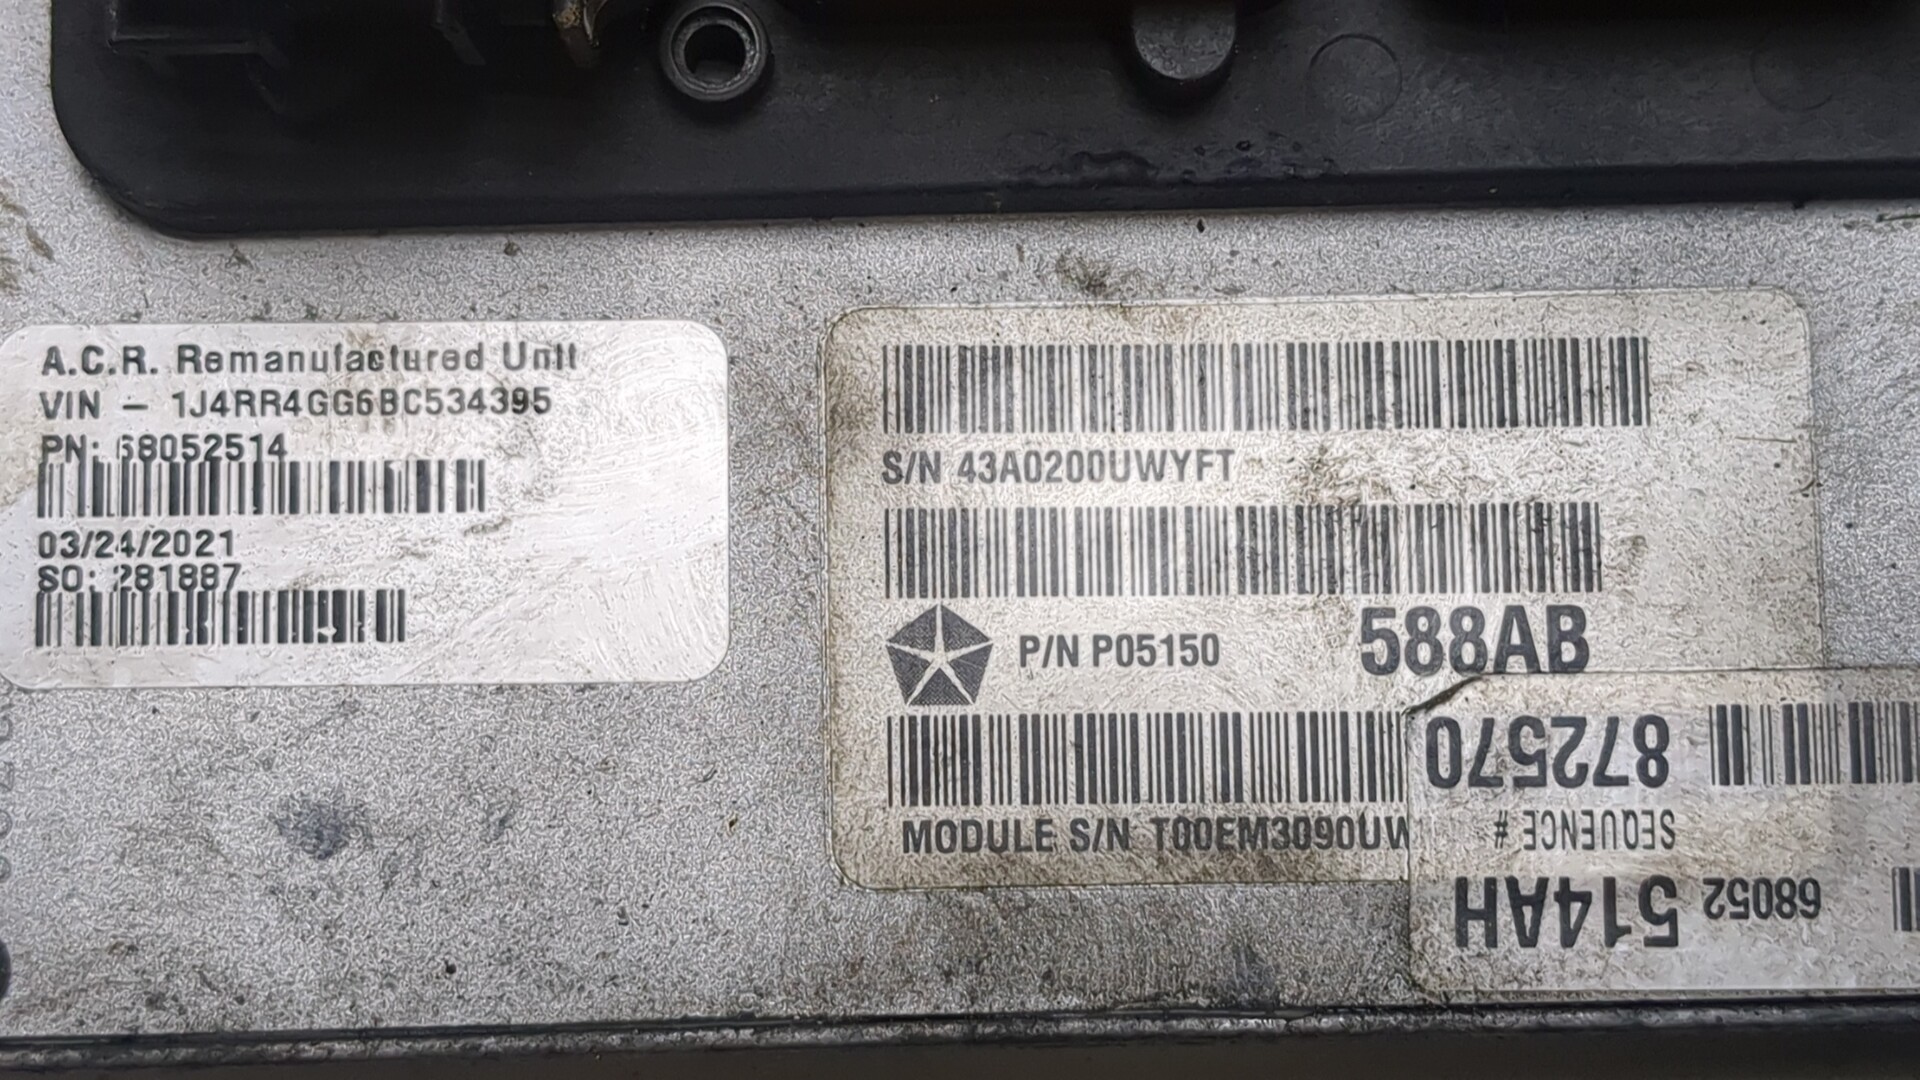 A.C.R. Remanufactured Unit
VIN - 1J4RR4GG6BC534395
PN: 68052514
03/24/2021
SO: 281887
S/N 43A0200UWYFT
P/N P05150 588AB
MODULE S/N T00EM3090UW
68052 514AH
SEQUENCE #
872570